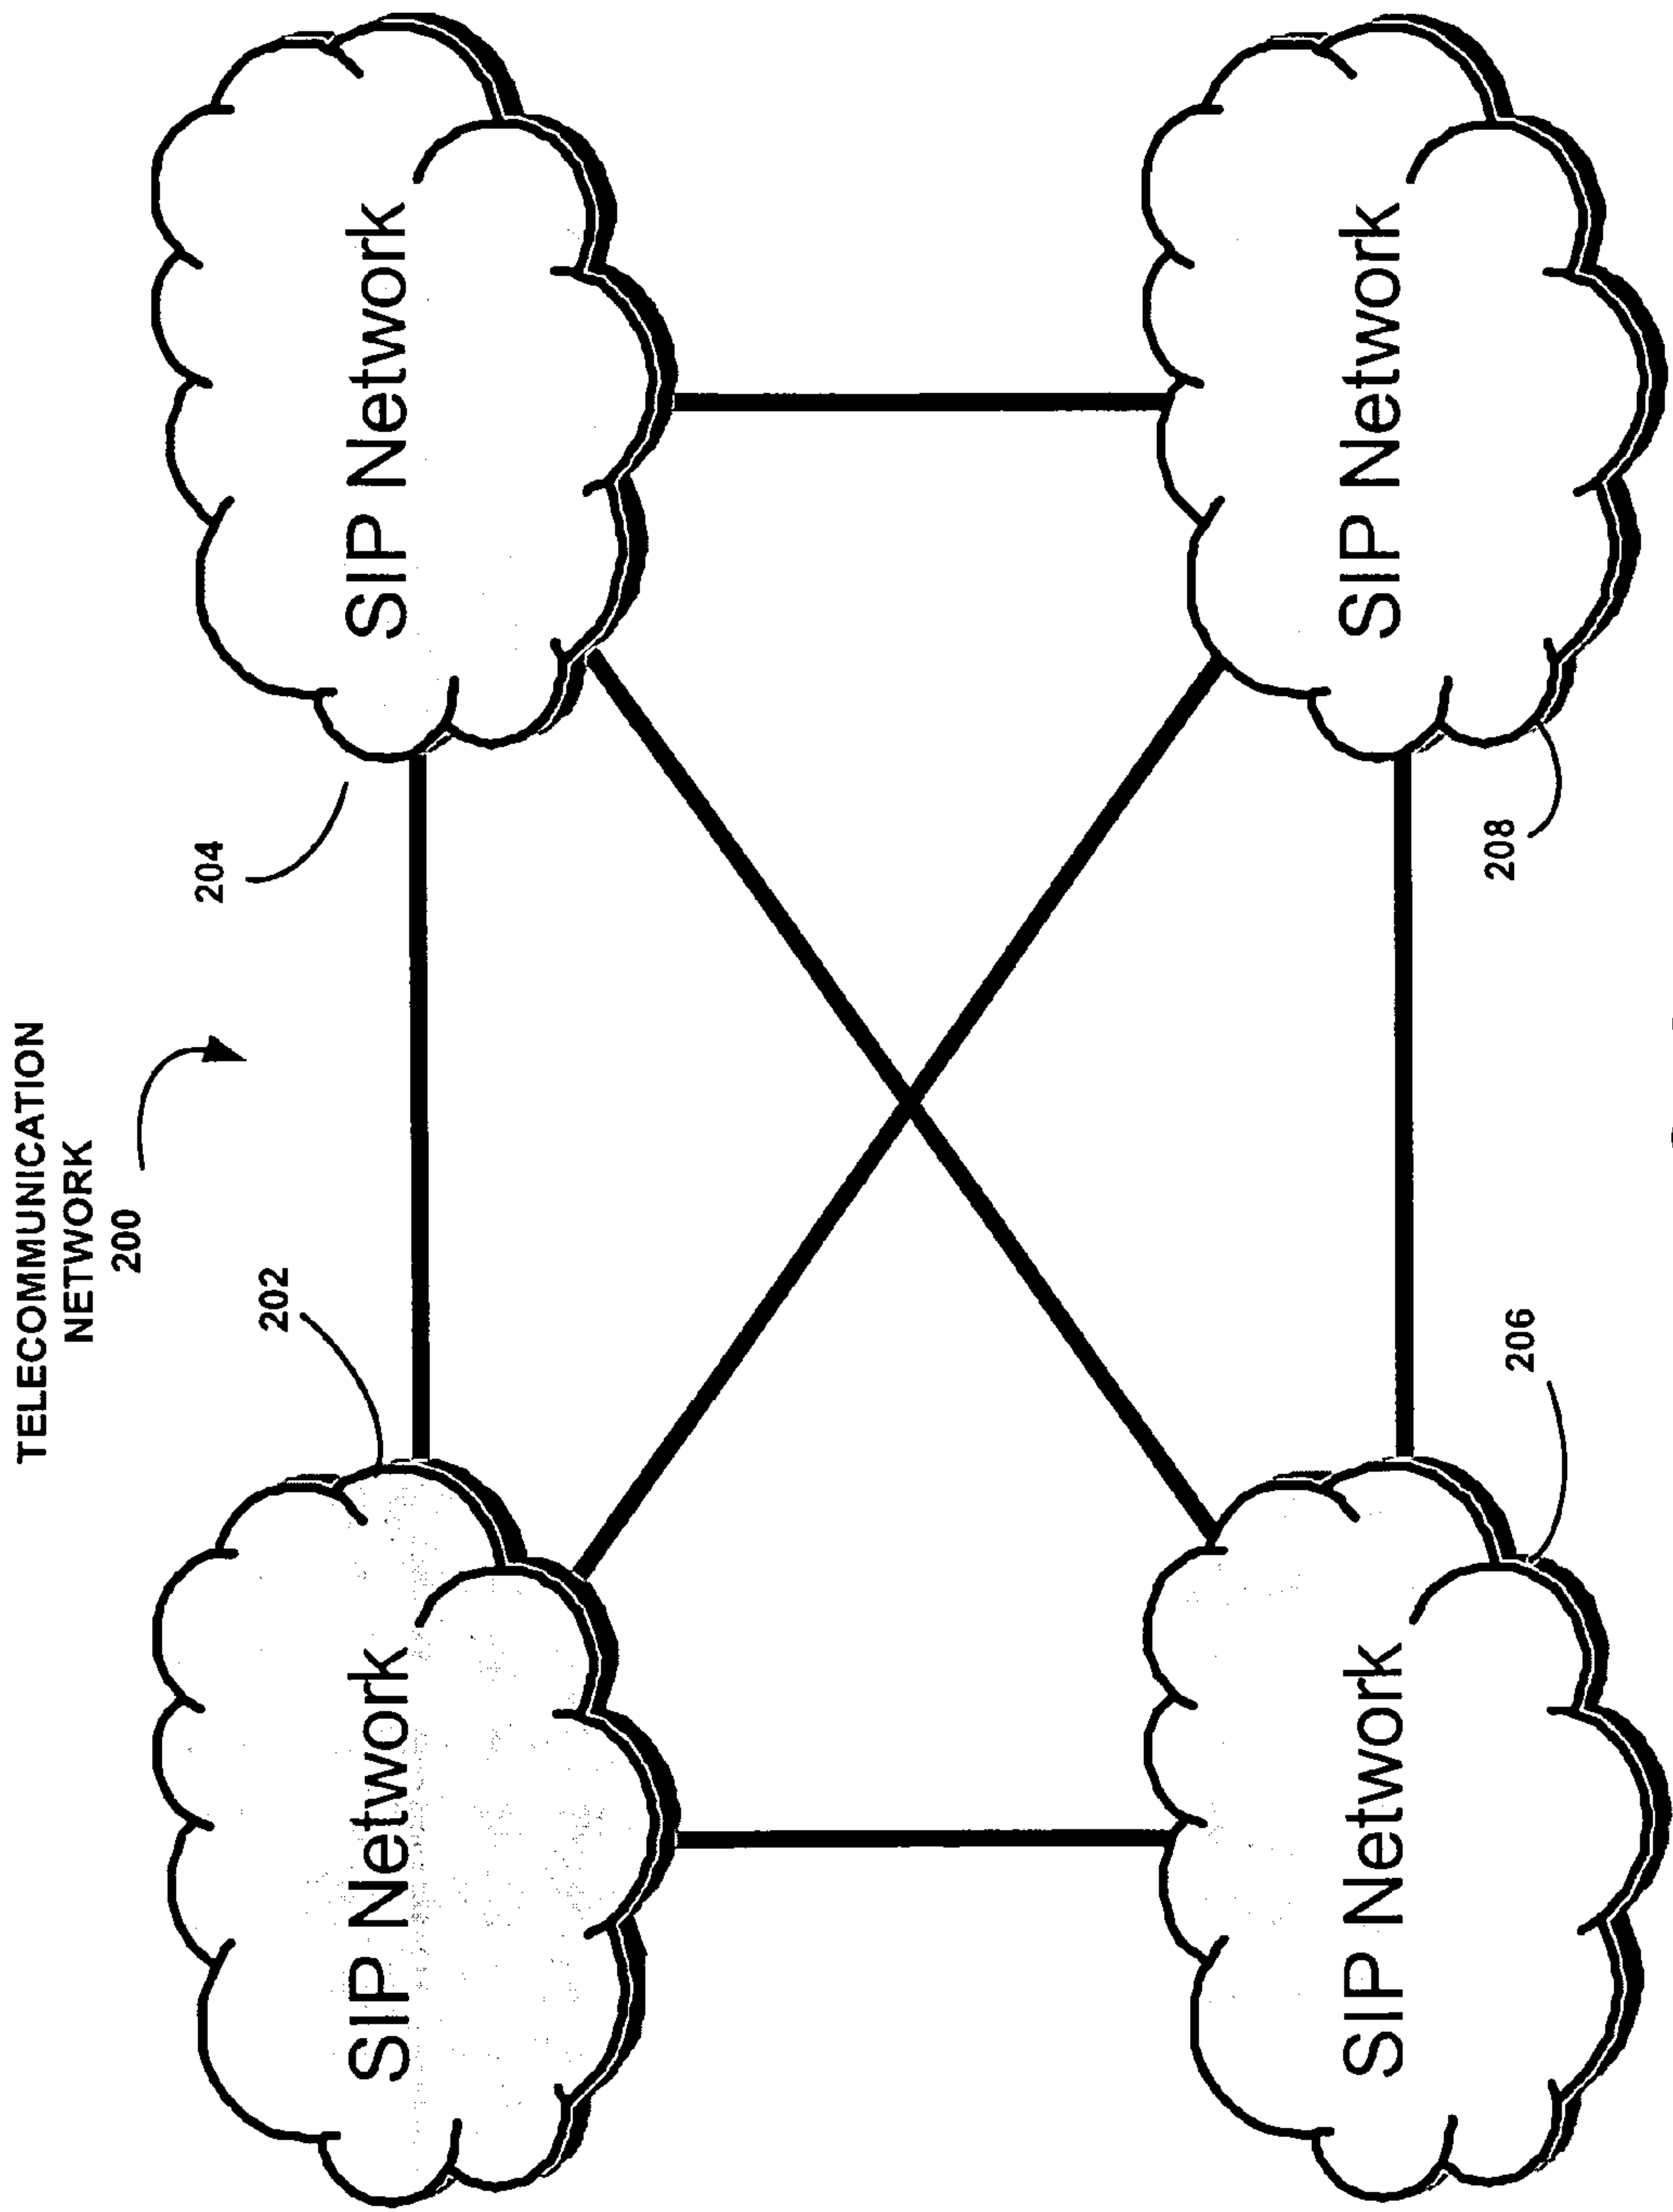 TELECOMMUNICATION
NETWORK
200
202
204
SIP Network
SIP Network
206
208
SIP Network
SIP Network